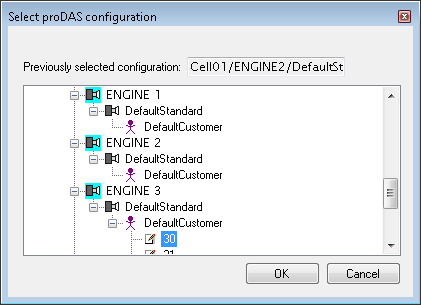 Select proDAS configuration
Previously selected configuration: Cell01/ENGINE2/DefaultSt
ENGINE 1
DefaultStandard
DefaultCustomer
ENGINE 2
DefaultStandard
DefaultCustomer
ENGINE 3
DefaultStandard
DefaultCustomer
30
OK Cancel